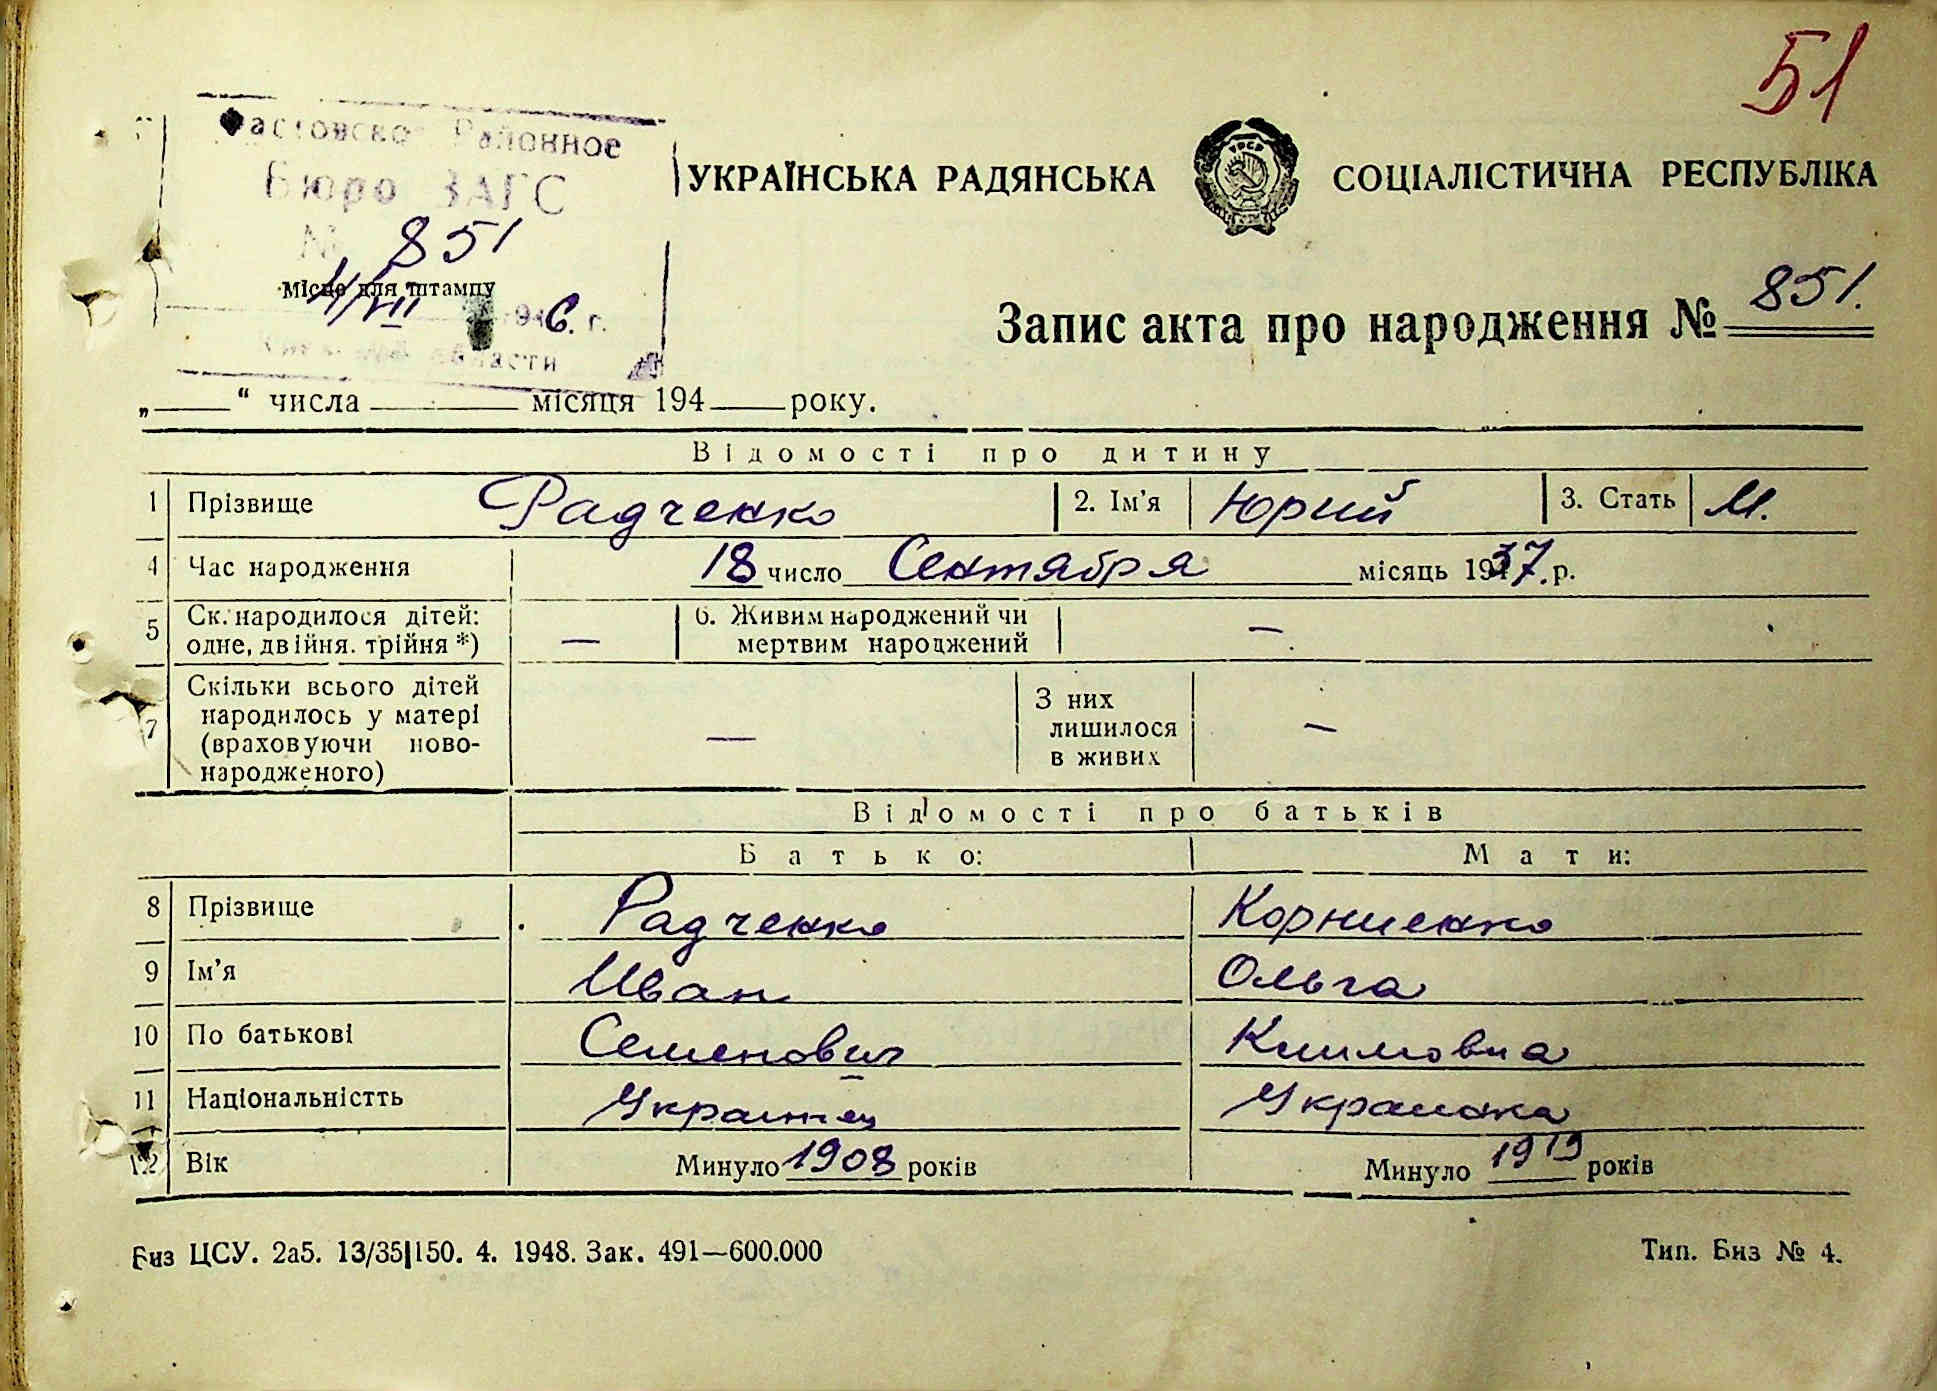 51
Фастовское Районное
Бюро ЗАГС
УКРАЇНСЬКА РАДЯНСЬКА СОЦІАЛІСТИЧНА РЕСПУБЛІКА
№ 851
Місце для штампу
VII 6. г.
области
Запис акта про народження № 851.
„ “ числа місяця 194 року.
Відомості про дитину
1 Прізвище Радченко 2. Ім’я Юрий 3. Стать М.
4 Час народження 18 число Сентября місяць 1937. р.
5 Ск. народилося дітей: одне, двійня. трійня *) — 6. Живим народжений чи мертвим народжений —
7 Скільки всього дітей народилось у матері (враховуючи ново-народженого) — З них лишилося в живих —
Відомості про батьків
Батько: Мати:
8 Прізвище Радченко Корниенко
9 Ім’я Иван Ольга
10 По батькові Семенович Климовна
11 Національністть Украинец Украинка
12 Вік Минуло 1908 років Минуло 1919 років
Биз ЦСУ. 2а5. 13/35|150. 4. 1948. Зак. 491—600.000 Тип. Биз № 4.